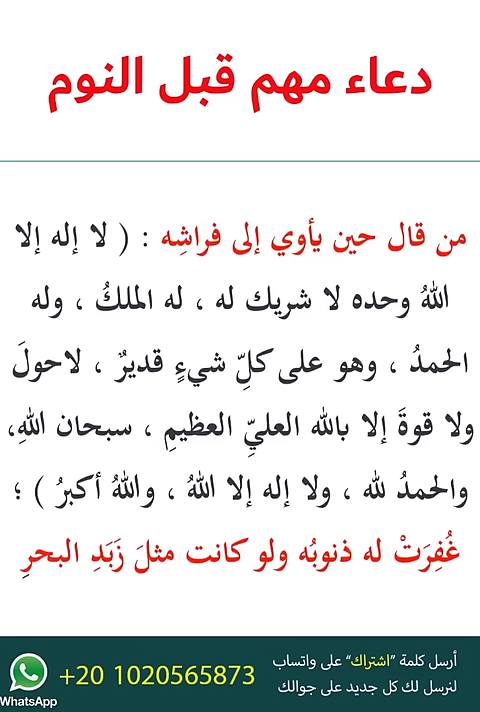 دعاء مهم قبل النوم
من قال حين يأوي إلى فراشِه : ( لا إله إلا
اللهُ وحده لا شريك له ، له الملكُ ، وله
الحمدُ ، وهو على كلِّ شيءٍ قديرٌ ، لاحولَ
ولا قوةَ إلا بالله العليِّ العظيمِ ، سبحان اللهِ،
والحمدُ لله ، ولا إله إلا اللهُ ، واللهُ أكبرُ ) ؛
غُفِرَتْ له ذنوبُه ولو كانت مثلَ زَبَدِ البحرِ
أرسل كلمة "اشتراك" على واتساب
لنرسل لك كل جديد على جوالك
+20 1020565873
WhatsApp